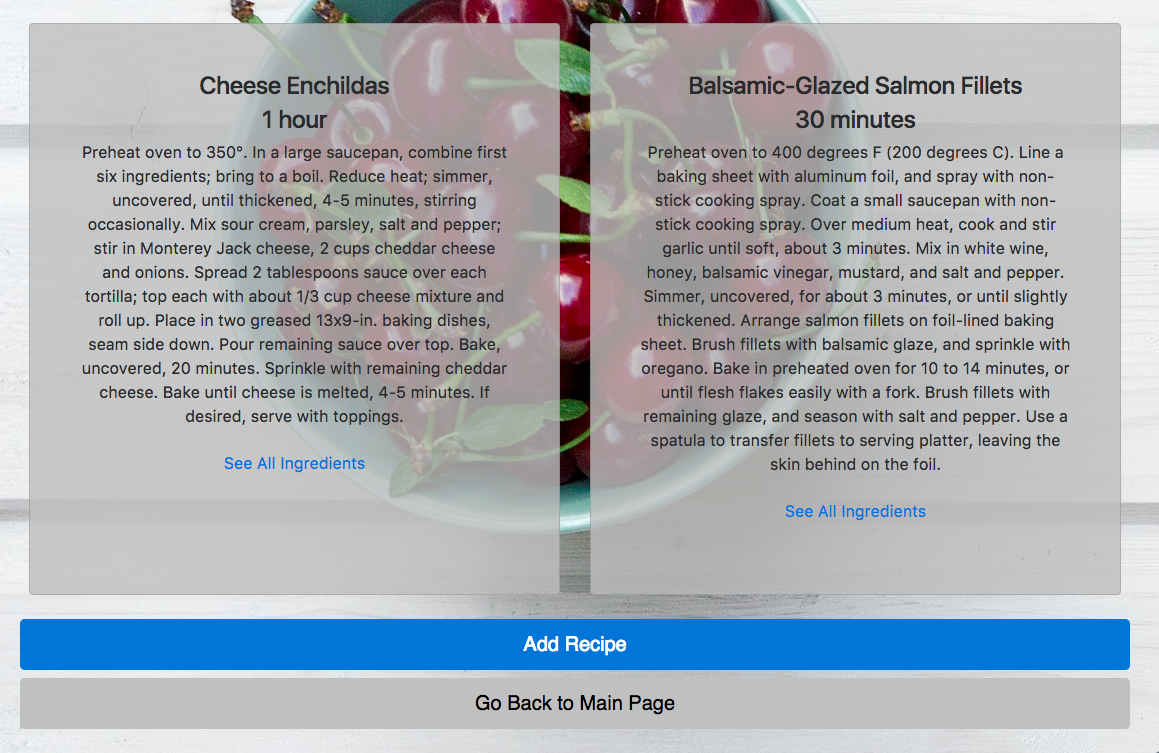 Cheese Enchildas
1 hour
Preheat oven to 350°. In a large saucepan, combine first
six ingredients; bring to a boil. Reduce heat; simmer,
uncovered, until thickened, 4-5 minutes, stirring
occasionally. Mix sour cream, parsley, salt and pepper;
stir in Monterey Jack cheese, 2 cups cheddar cheese
and onions. Spread 2 tablespoons sauce over each
tortilla; top each with about 1/3 cup cheese mixture and
roll up. Place in two greased 13x9-in. baking dishes,
seam side down. Pour remaining sauce over top. Bake,
uncovered, 20 minutes. Sprinkle with remaining cheddar
cheese. Bake until cheese is melted, 4-5 minutes. If
desired, serve with toppings.
See All Ingredients
Balsamic-Glazed Salmon Fillets
30 minutes
Preheat oven to 400 degrees F (200 degrees C). Line a
baking sheet with aluminum foil, and spray with non-
stick cooking spray. Coat a small saucepan with non-
stick cooking spray. Over medium heat, cook and stir
garlic until soft, about 3 minutes. Mix in white wine,
honey, balsamic vinegar, mustard, and salt and pepper.
Simmer, uncovered, for about 3 minutes, or until slightly
thickened. Arrange salmon fillets on foil-lined baking
sheet. Brush fillets with balsamic glaze, and sprinkle with
oregano. Bake in preheated oven for 10 to 14 minutes, or
until flesh flakes easily with a fork. Brush fillets with
remaining glaze, and season with salt and pepper. Use a
spatula to transfer fillets to serving platter, leaving the
skin behind on the foil.
See All Ingredients
Add Recipe
Go Back to Main Page